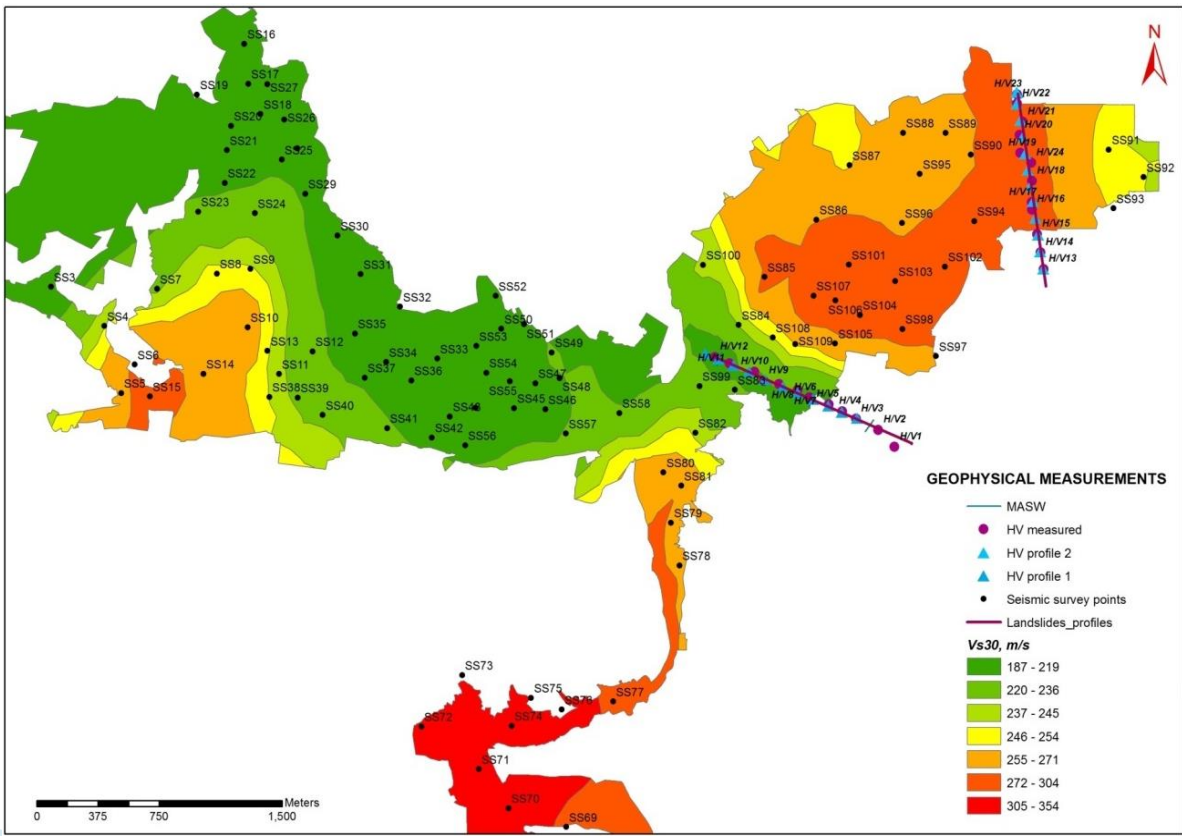 SS16
N
SS17
SS27
SS19
SS18
SS26
SS20
SS21
SS25
SS22
SS29
SS23
SS24
SS30
SS3
SS7
SS8
SS9
SS31
SS32
SS52
SS4
SS10
SS35
SS50
SS51
SS53
SS6
SS13
SS12
SS34
SS33
SS49
SS14
SS11
SS37
SS36
SS54
SS47
SS48
SS5
SS15
SS38
SS39
SS55
SS45
SS46
SS40
SS43
SS58
SS41
SS42
SS56
SS57
H/V23
H/V22
H/V21
H/V20
SS88
SS89
SS90
H/V19
H/V24
SS91
SS87
SS95
H/V18
SS92
H/V17
H/V16
SS86
SS96
SS94
H/V15
SS93
H/V14
SS100
SS101
SS102
H/V13
SS85
SS103
SS107
SS106
SS104
SS84
SS108
SS98
SS109
SS105
SS97
H/V12
H/V11
H/V10
HV9
SS99
SS83
H/V8
H/V6
H/V7
H/V5
H/V4
H/V3
H/V2
H/V1
SS82
SS80
SS81
SS79
SS78
SS73
SS75
SS76
SS77
SS72
SS74
SS71
SS70
SS69
GEOPHYSICAL MEASUREMENTS
MASW
HV measured
HV profile 2
HV profile 1
Seismic survey points
Landslides_profiles
Vs30, m/s
187 - 219
220 - 236
237 - 245
246 - 254
255 - 271
272 - 304
305 - 354
Meters
0 375 750 1,500